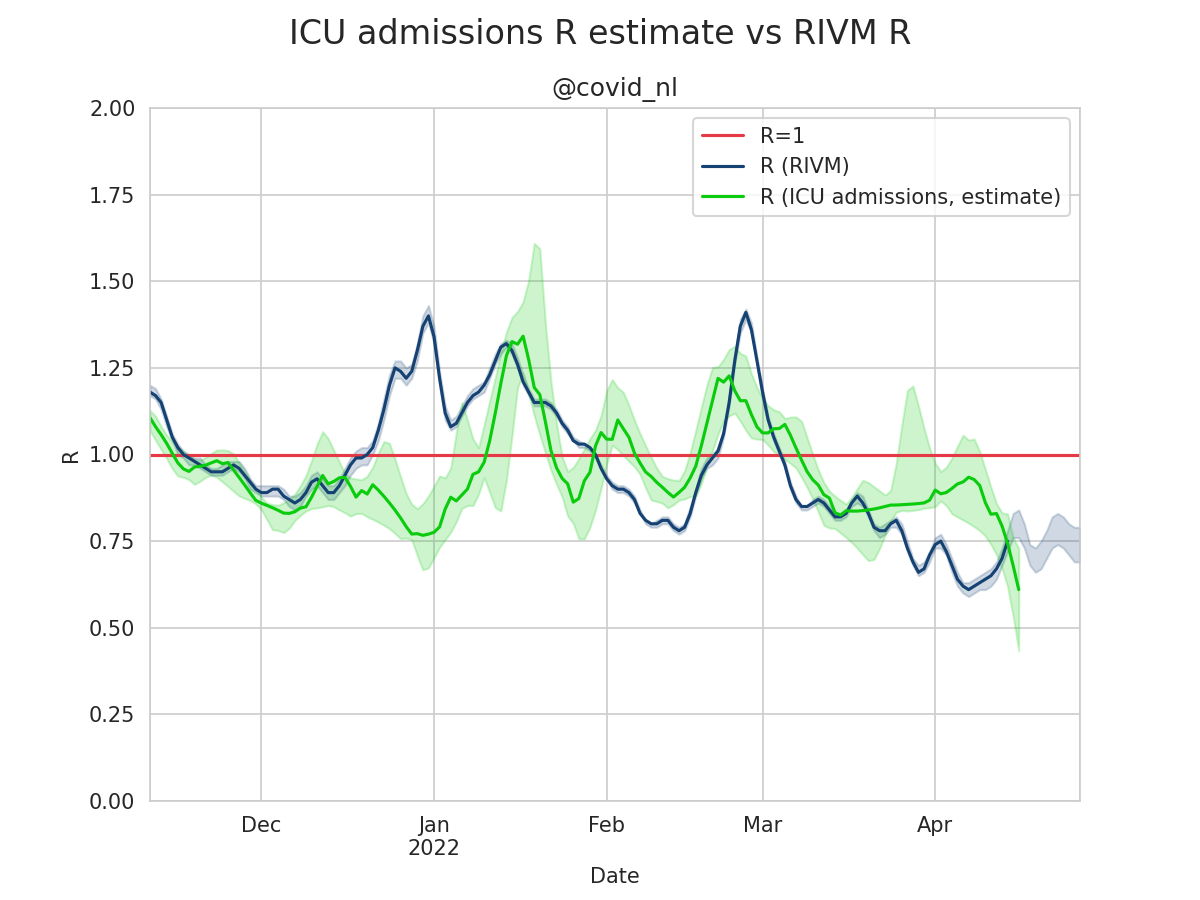 ICU admissions R estimate vs RIVM R
@covid_nl
R=1
R (RIVM)
R (ICU admissions, estimate)
2.00
1.75
1.50
1.25
1.00
0.75
0.50
0.25
0.00
R
Dec
Jan
2022
Feb
Mar
Apr
Date